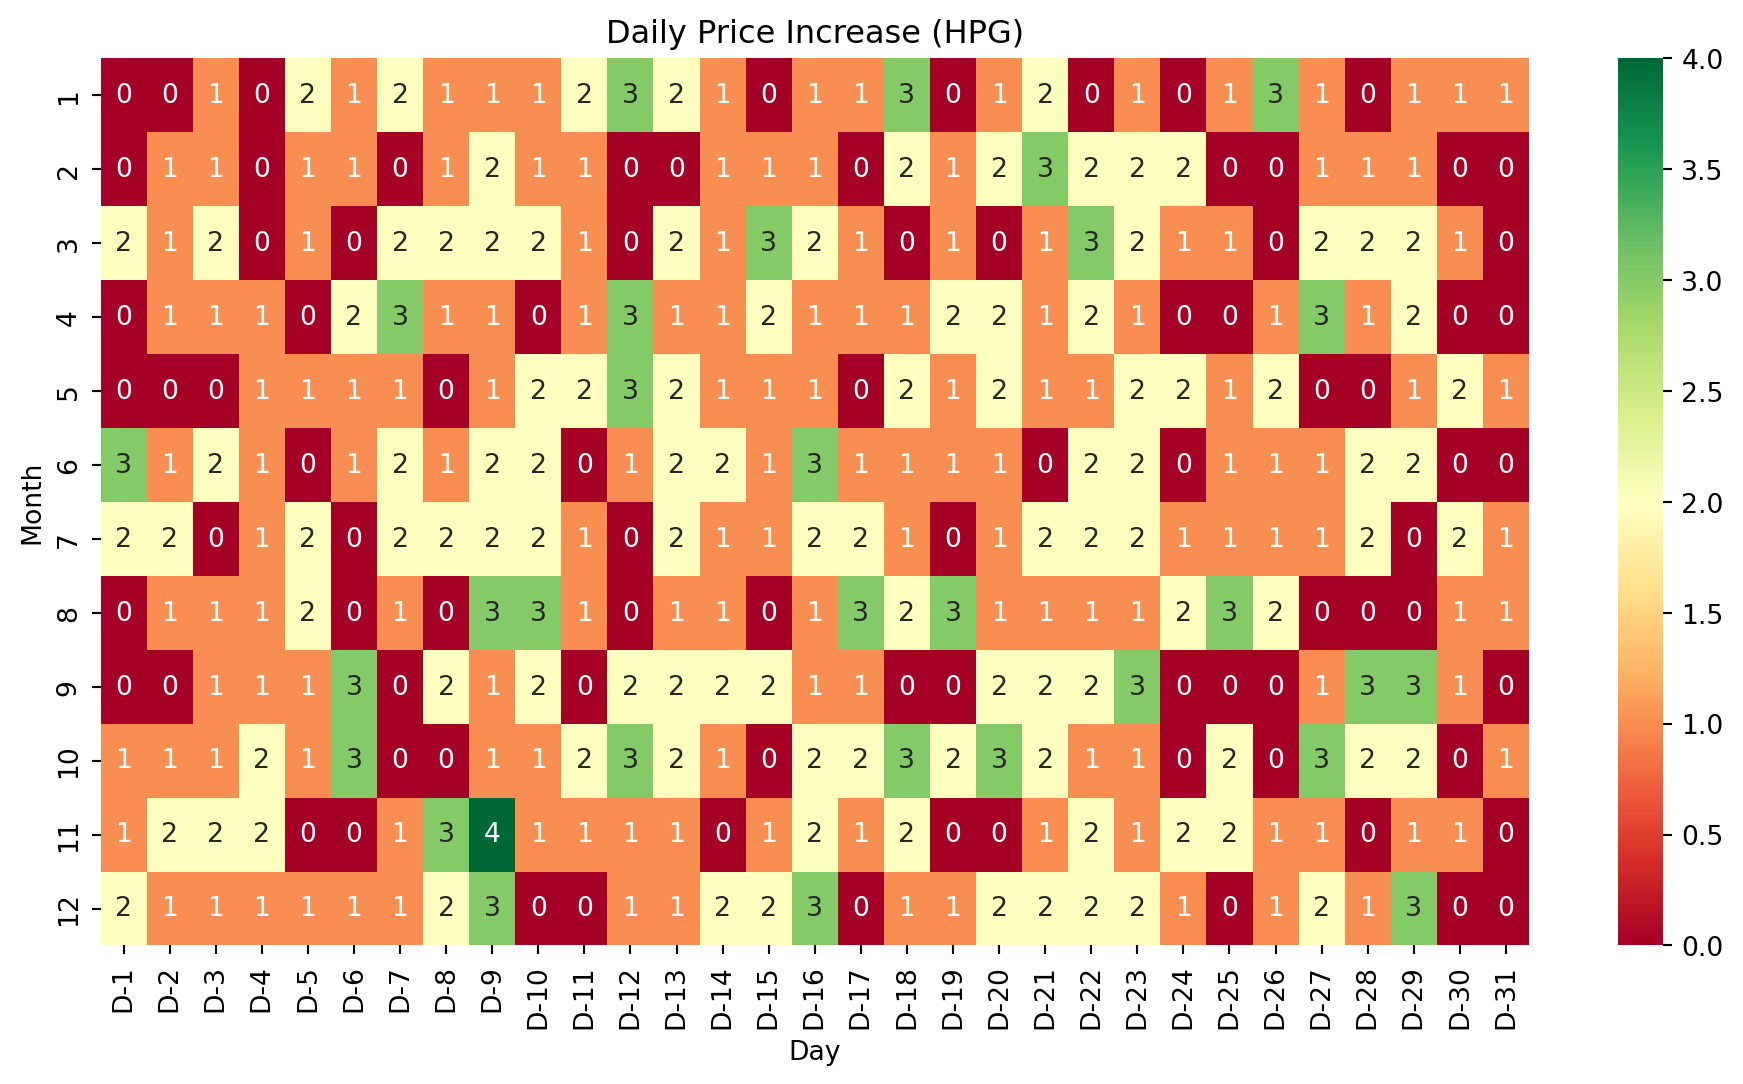 Daily Price Increase (HPG)
1 0 0 1 0 2 1 2 1 1 1 2 3 2 1 0 1 1 3 0 1 2 0 1 0 1 3 1 0 1 1 1
2 0 1 1 0 1 1 0 1 2 1 1 0 0 1 1 1 0 2 1 2 3 2 2 2 0 0 1 1 1 0 0
3 2 1 2 0 1 0 2 2 2 2 1 0 2 1 3 2 1 0 1 0 1 3 2 1 1 0 2 2 2 1 0
4 0 1 1 1 0 2 3 1 1 0 1 3 1 1 2 1 1 1 2 2 1 2 1 0 0 1 3 1 2 0 0
5 0 0 0 1 1 1 1 0 1 2 2 3 2 1 1 1 0 2 1 2 1 1 2 2 1 2 0 0 1 2 1
6 3 1 2 1 0 1 2 1 2 2 0 1 2 2 1 3 1 1 1 1 0 2 2 0 1 1 1 2 2 0 0
7 2 2 0 1 2 0 2 2 2 2 1 0 2 1 1 2 2 1 0 1 2 2 2 1 1 1 1 2 0 2 1
8 0 1 1 1 2 0 1 0 3 3 1 0 1 1 0 1 3 2 3 1 1 1 1 2 3 2 0 0 0 1 1
9 0 0 1 1 1 3 0 2 1 2 0 2 2 2 2 1 1 0 0 2 2 2 3 0 0 0 1 3 3 1 0
10 1 1 1 2 1 3 0 0 1 1 2 3 2 1 0 2 2 3 2 3 2 1 1 0 2 0 3 2 2 0 1
11 1 2 2 2 0 0 1 3 4 1 1 1 1 0 1 2 1 2 0 0 1 2 1 2 2 1 1 0 1 1 0
12 2 1 1 1 1 1 1 2 3 0 0 1 1 2 2 3 0 1 1 2 2 2 2 1 0 1 2 1 3 0 0
Month
D-1 D-2 D-3 D-4 D-5 D-6 D-7 D-8 D-9 D-10 D-11 D-12 D-13 D-14 D-15 D-16 D-17 D-18 D-19 D-20 D-21 D-22 D-23 D-24 D-25 D-26 D-27 D-28 D-29 D-30 D-31
Day
4.0
3.5
3.0
2.5
2.0
1.5
1.0
0.5
0.0